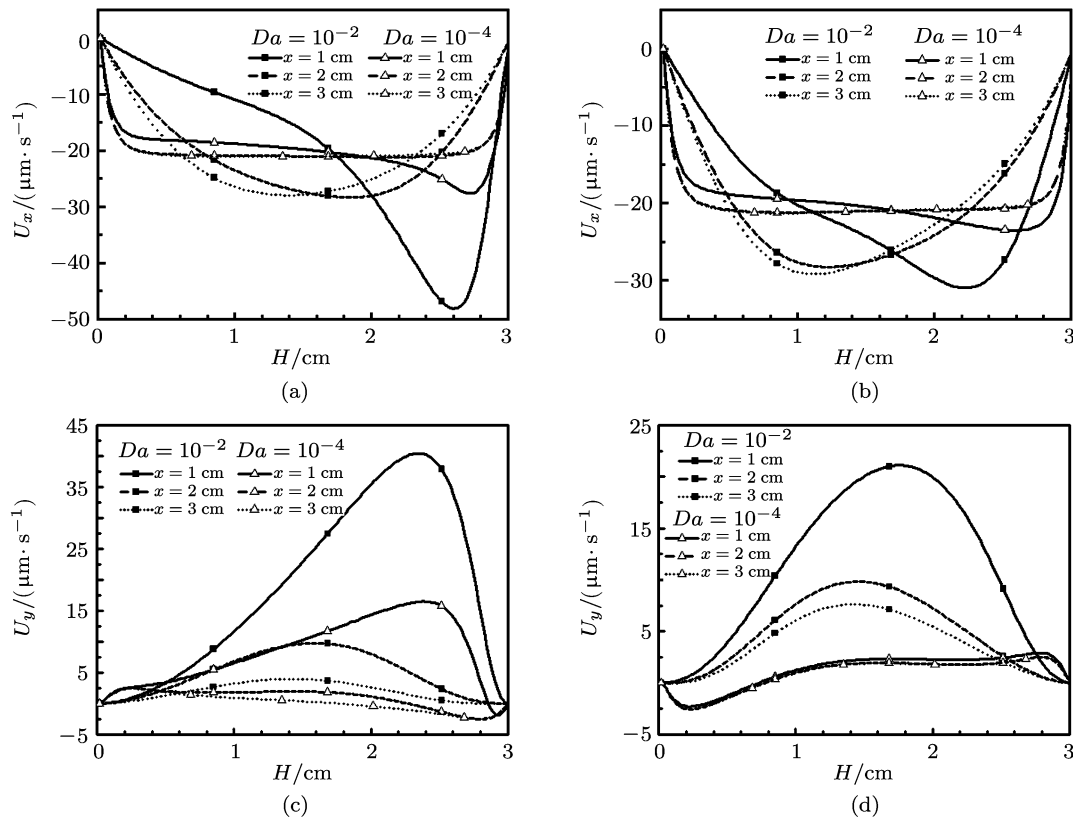 0
−10
−20
−30
−40
−50
Ux/(μm· s−1)
Da = 10−2 Da = 10−4
x = 1 cm x = 1 cm
x = 2 cm x = 2 cm
x = 3 cm x = 3 cm
0 1 2 3
H/cm
(a)
0
−10
−20
−30
Ux/(μm· s−1)
Da = 10−2 Da = 10−4
x = 1 cm x = 1 cm
x = 2 cm x = 2 cm
x = 3 cm x = 3 cm
0 1 2 3
H/cm
(b)
45
35
25
15
5
−5
Uy/(μm· s−1)
Da = 10−2 Da = 10−4
x = 1 cm x = 1 cm
x = 2 cm x = 2 cm
x = 3 cm x = 3 cm
0 1 2 3
H/cm
(c)
25
15
5
−5
Uy/(μm· s−1)
Da = 10−2
x = 1 cm
x = 2 cm
x = 3 cm
Da = 10−4
x = 1 cm
x = 2 cm
x = 3 cm
0 1 2 3
H/cm
(d)